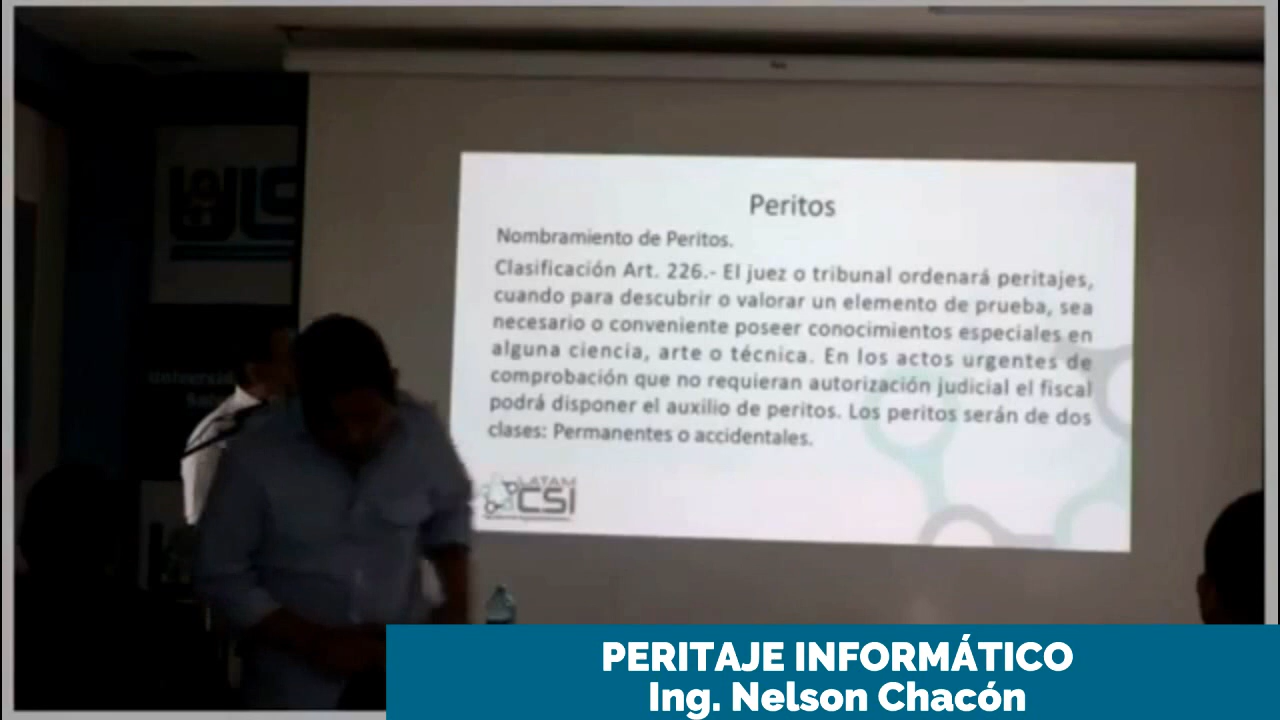 Peritos
Nombramiento de Peritos.
Clasificación Art. 226.- El juez o tribunal ordenará peritajes,
cuando para descubrir o valorar un elemento de prueba, sea
necesario o conveniente poseer conocimientos especiales en
alguna ciencia, arte o técnica. En los actos urgentes de
comprobación que no requieran autorización judicial el fiscal
podrá disponer el auxilio de peritos. Los peritos serán de dos
clases: Permanentes o accidentales.
LATAM
CSI
PERITAJE INFORMÁTICO
Ing. Nelson Chacón